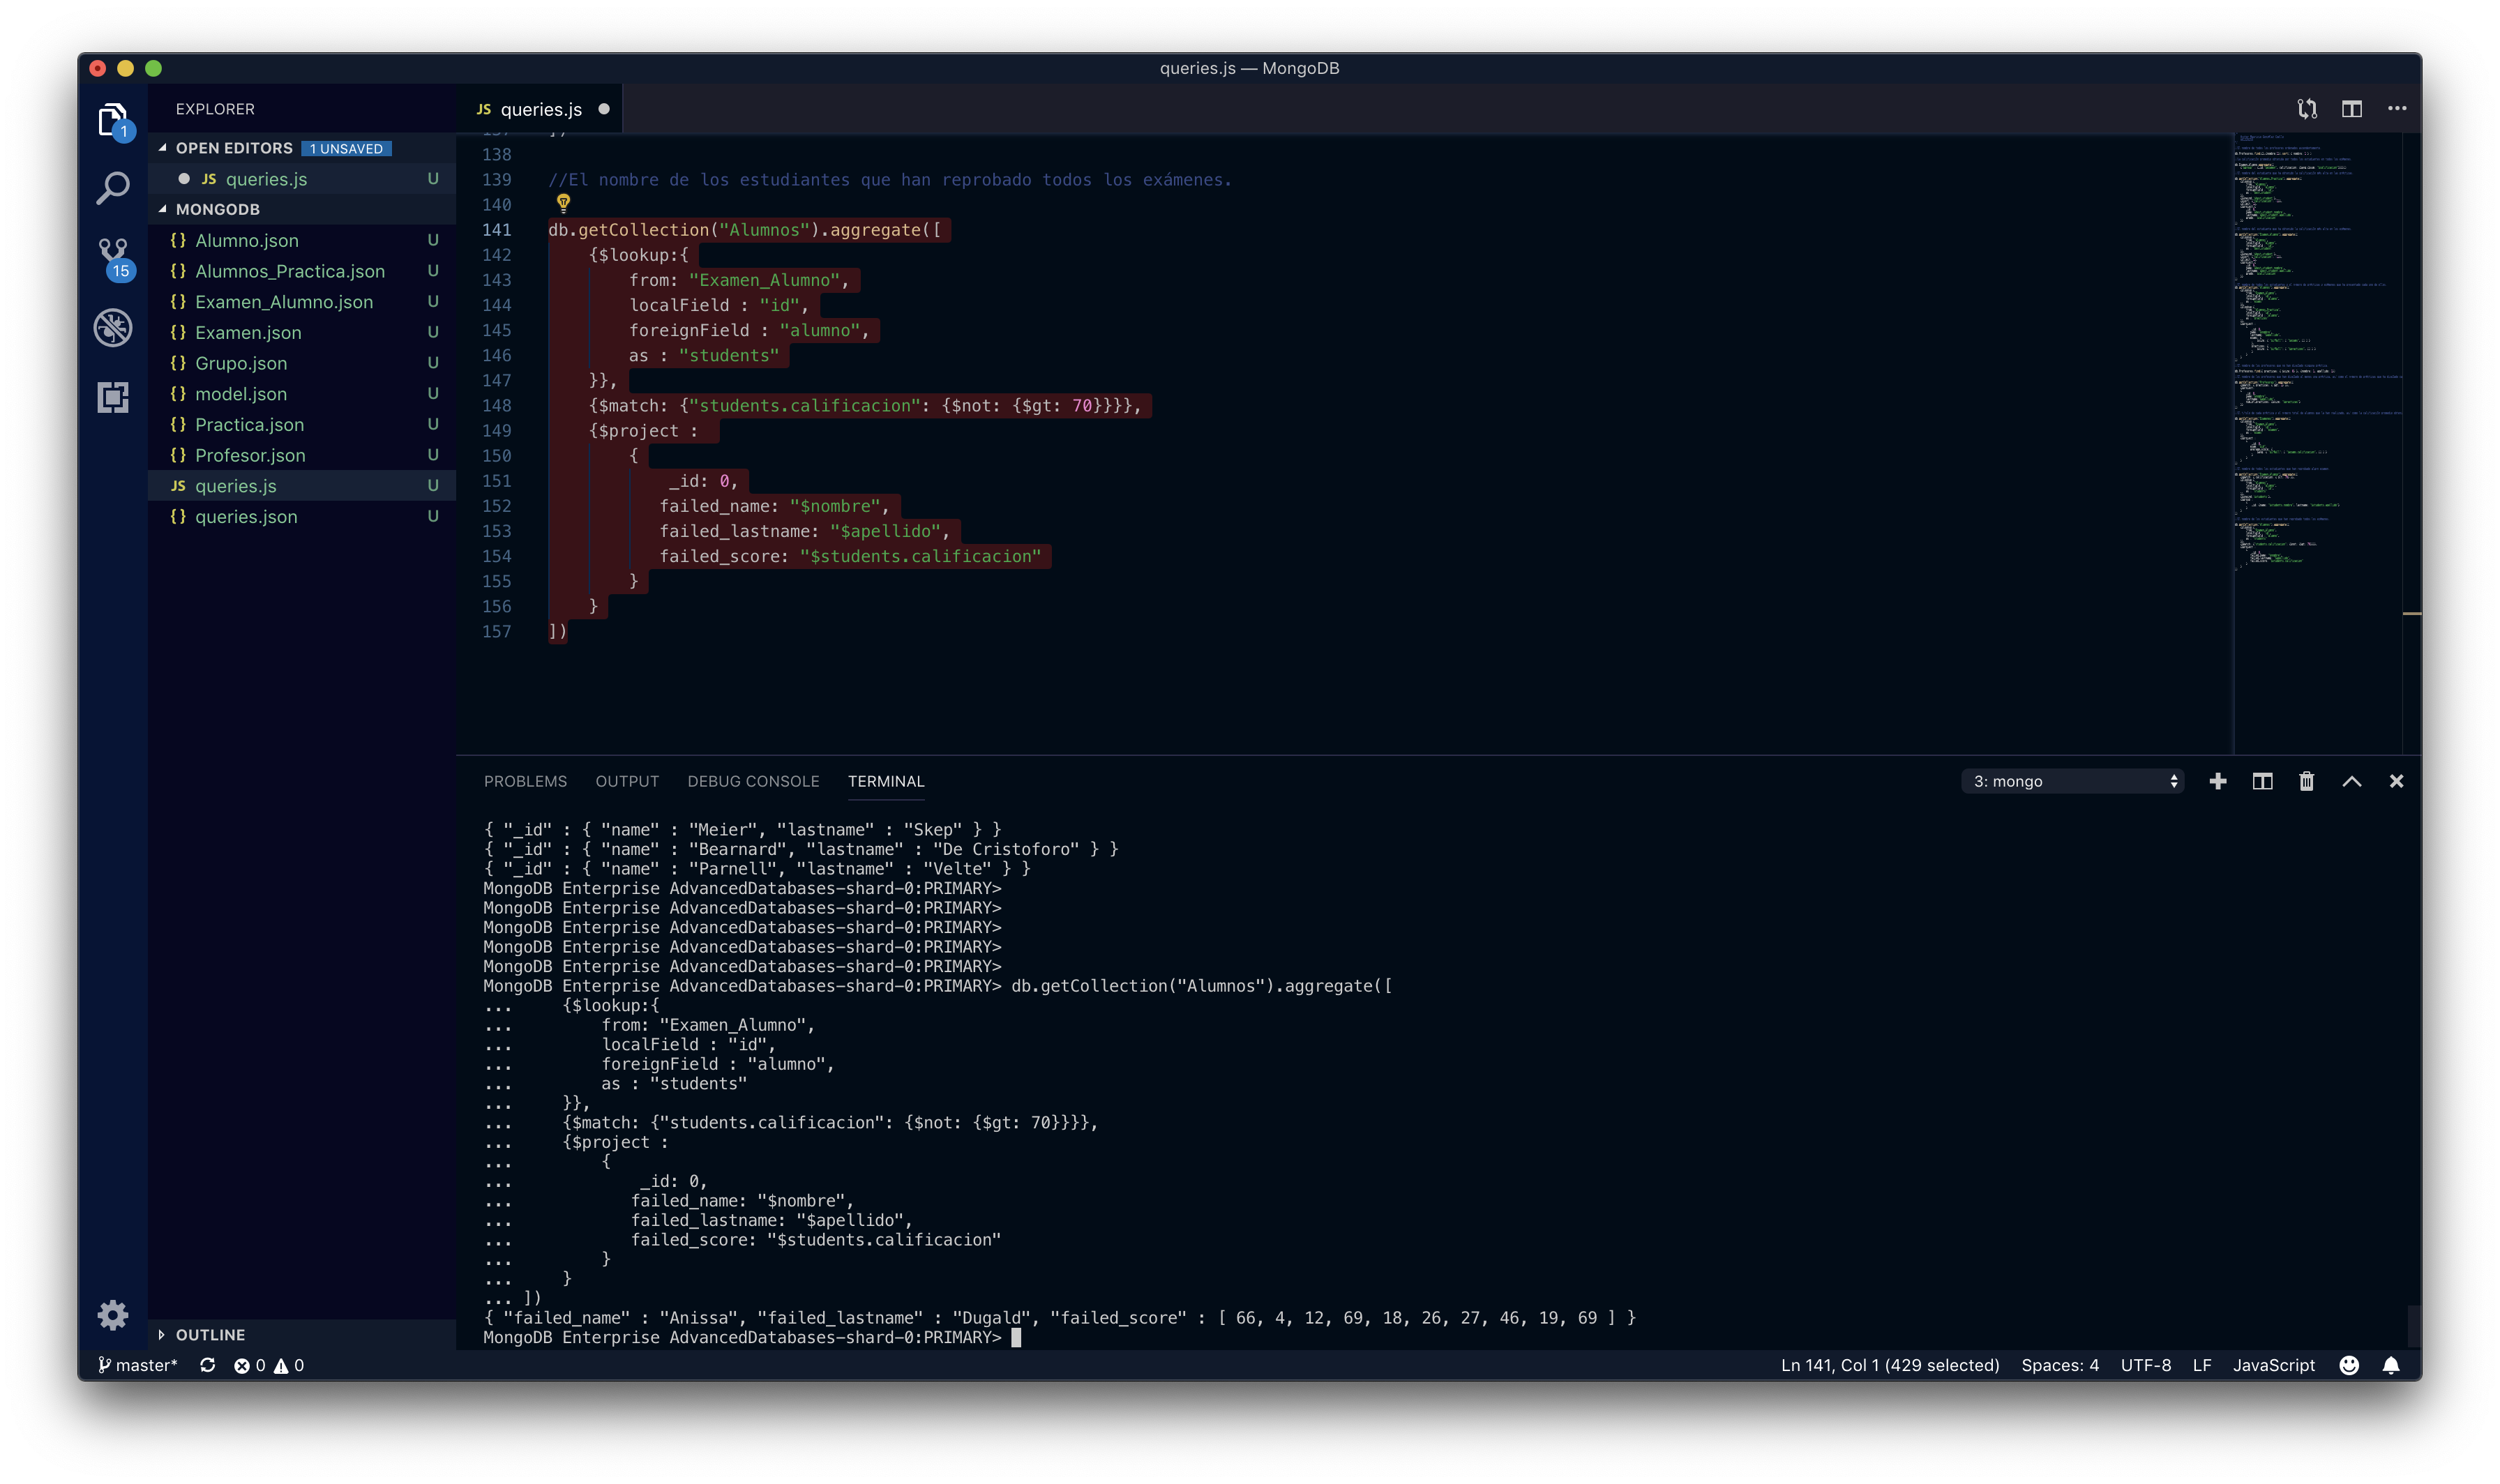 queries.js — MongoDB
EXPLORER
OPEN EDITORS 1 UNSAVED
JS queries.js U
MONGODB
{} Alumno.json U
{} Alumnos_Practica.json U
{} Examen_Alumno.json U
{} Examen.json U
{} Grupo.json U
{} model.json U
{} Practica.json U
{} Profesor.json U
JS queries.js U
{} queries.json U
OUTLINE
1
15
JS queries.js
138
139 //El nombre de los estudiantes que han reprobado todos los exámenes.
140
141 db.getCollection("Alumnos").aggregate([
142 {$lookup:{
143 from: "Examen_Alumno",
144 localField : "id",
145 foreignField : "alumno",
146 as : "students"
147 }},
148 {$match: {"students.calificacion": {$not: {$gt: 70}}}},
149 {$project :
150 {
151 _id: 0,
152 failed_name: "$nombre",
153 failed_lastname: "$apellido",
154 failed_score: "$students.calificacion"
155 }
156 }
157 ])
PROBLEMS OUTPUT DEBUG CONSOLE TERMINAL 3: mongo
{ "_id" : { "name" : "Meier", "lastname" : "Skep" } }
{ "_id" : { "name" : "Bearnard", "lastname" : "De Cristoforo" } }
{ "_id" : { "name" : "Parnell", "lastname" : "Velte" } }
MongoDB Enterprise AdvancedDatabases-shard-0:PRIMARY>
MongoDB Enterprise AdvancedDatabases-shard-0:PRIMARY>
MongoDB Enterprise AdvancedDatabases-shard-0:PRIMARY>
MongoDB Enterprise AdvancedDatabases-shard-0:PRIMARY>
MongoDB Enterprise AdvancedDatabases-shard-0:PRIMARY>
MongoDB Enterprise AdvancedDatabases-shard-0:PRIMARY> db.getCollection("Alumnos").aggregate([
... {$lookup:{
... from: "Examen_Alumno",
... localField : "id",
... foreignField : "alumno",
... as : "students"
... }},
... {$match: {"students.calificacion": {$not: {$gt: 70}}}},
... {$project :
... {
... _id: 0,
... failed_name: "$nombre",
... failed_lastname: "$apellido",
... failed_score: "$students.calificacion"
... }
... }
... ])
{ "failed_name" : "Anissa", "failed_lastname" : "Dugald", "failed_score" : [ 66, 4, 12, 69, 18, 26, 27, 46, 19, 69 ] }
MongoDB Enterprise AdvancedDatabases-shard-0:PRIMARY>
master* 0 0 Ln 141, Col 1 (429 selected) Spaces: 4 UTF-8 LF JavaScript